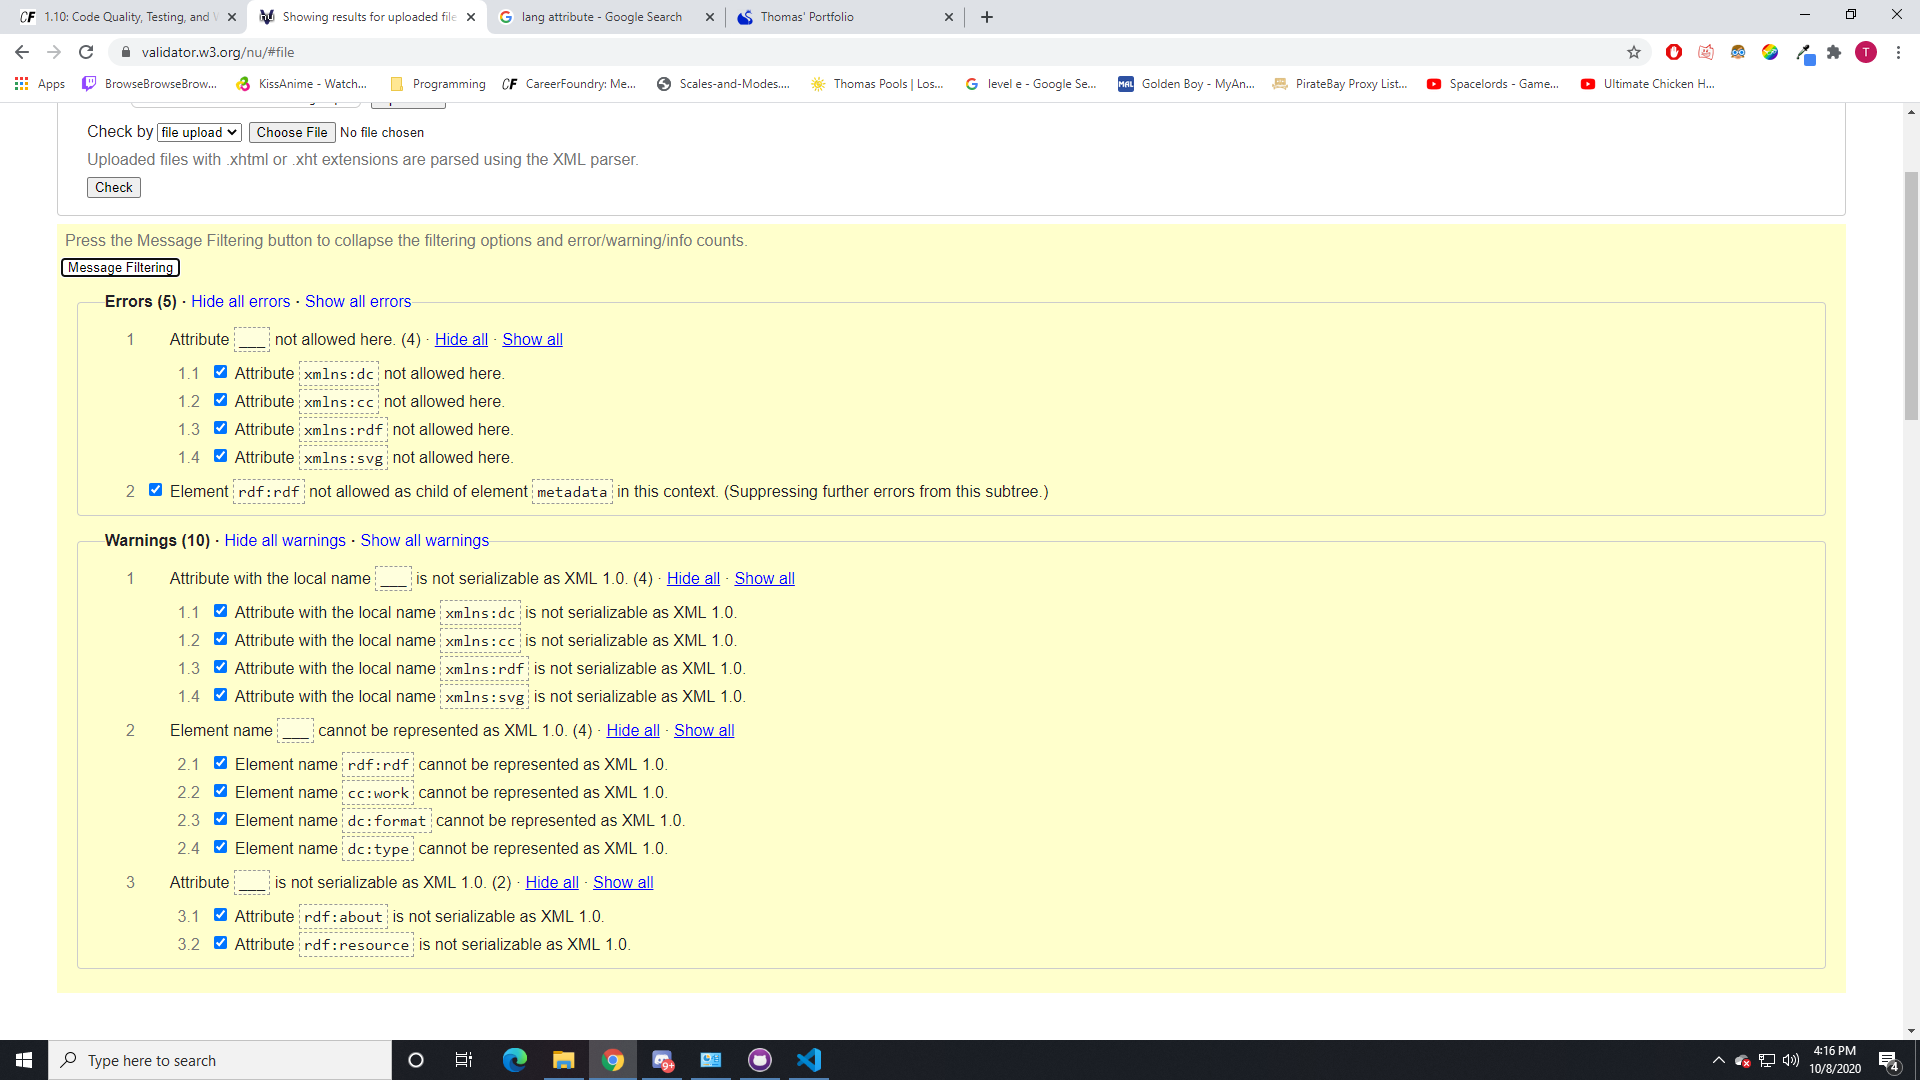 1.10: Code Quality, Testing, and
Showing results for uploaded file
lang attribute - Google Search
Thomas' Portfolio
validator.w3.org/nu/#file
T
Apps
BrowseBrowseBrow...
KissAnime - Watch...
Programming
CF
CareerFoundry: Me...
Scales-and-Modes....
Thomas Pools | Los...
level e - Google Se...
MAL
Golden Boy - MyAn...
PirateBay Proxy List...
Spacelords - Game...
Ultimate Chicken H...
Check by file upload Choose File No file chosen
Uploaded files with .xhtml or .xht extensions are parsed using the XML parser.
Check
Press the Message Filtering button to collapse the filtering options and error/warning/info counts.
Message Filtering
Errors (5) · Hide all errors · Show all errors
1 Attribute ___ not allowed here. (4) · Hide all · Show all
1.1 Attribute xmlns:dc not allowed here.
1.2 Attribute xmlns:cc not allowed here.
1.3 Attribute xmlns:rdf not allowed here.
1.4 Attribute xmlns:svg not allowed here.
2 Element rdf:rdf not allowed as child of element metadata in this context. (Suppressing further errors from this subtree.)
Warnings (10) · Hide all warnings · Show all warnings
1 Attribute with the local name ___ is not serializable as XML 1.0. (4) · Hide all · Show all
1.1 Attribute with the local name xmlns:dc is not serializable as XML 1.0.
1.2 Attribute with the local name xmlns:cc is not serializable as XML 1.0.
1.3 Attribute with the local name xmlns:rdf is not serializable as XML 1.0.
1.4 Attribute with the local name xmlns:svg is not serializable as XML 1.0.
2 Element name ___ cannot be represented as XML 1.0. (4) · Hide all · Show all
2.1 Element name rdf:rdf cannot be represented as XML 1.0.
2.2 Element name cc:work cannot be represented as XML 1.0.
2.3 Element name dc:format cannot be represented as XML 1.0.
2.4 Element name dc:type cannot be represented as XML 1.0.
3 Attribute ___ is not serializable as XML 1.0. (2) · Hide all · Show all
3.1 Attribute rdf:about is not serializable as XML 1.0.
3.2 Attribute rdf:resource is not serializable as XML 1.0.
Type here to search
9+
4:16 PM
10/8/2020
4